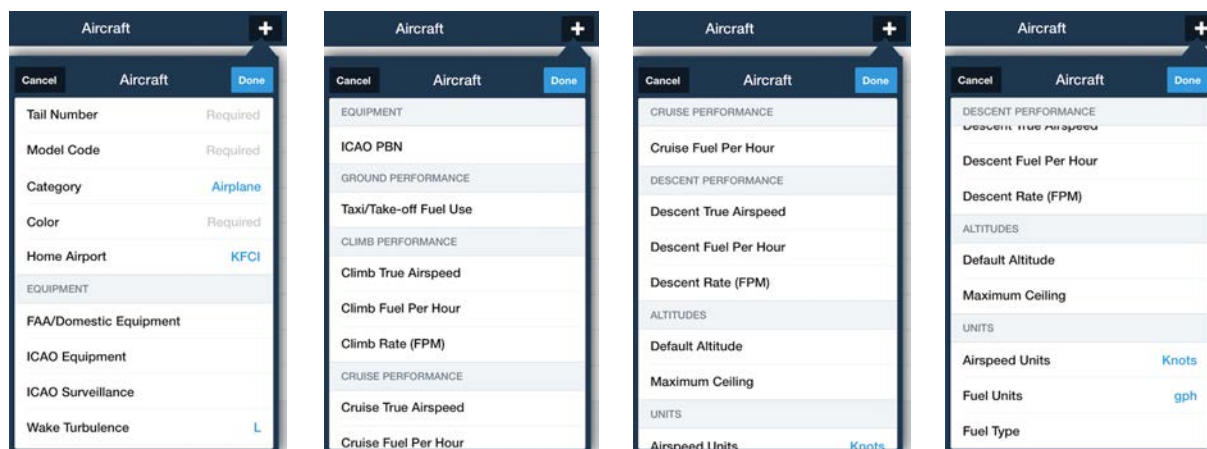 Aircraft +
Cancel Aircraft Done
Tail Number Required
Model Code Required
Category Airplane
Color Required
Home Airport KFCI
EQUIPMENT
FAA/Domestic Equipment
ICAO Equipment
ICAO Surveillance
Wake Turbulence L
Aircraft +
Cancel Aircraft Done
EQUIPMENT
ICAO PBN
GROUND PERFORMANCE
Taxi/Take-off Fuel Use
CLIMB PERFORMANCE
Climb True Airspeed
Climb Fuel Per Hour
Climb Rate (FPM)
CRUISE PERFORMANCE
Cruise True Airspeed
Cruise Fuel Per Hour
Aircraft +
Cancel Aircraft Done
CRUISE PERFORMANCE
Cruise Fuel Per Hour
DESCENT PERFORMANCE
Descent True Airspeed
Descent Fuel Per Hour
Descent Rate (FPM)
ALTITUDES
Default Altitude
Maximum Ceiling
UNITS
Airspeed Units Knots
Aircraft +
Cancel Aircraft Done
DESCENT PERFORMANCE
Descent True Airspeed
Descent Fuel Per Hour
Descent Rate (FPM)
ALTITUDES
Default Altitude
Maximum Ceiling
UNITS
Airspeed Units Knots
Fuel Units gph
Fuel Type